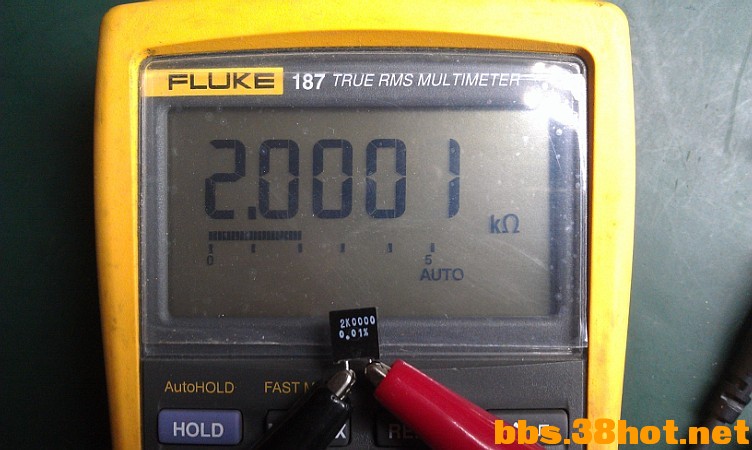 FLUKE 187 TRUE RMS MULTIMETER
2.0001
kΩ
0 5
AUTO
2K0000
0.01%
AutoHOLD FAST M
HOLD
bbs.38hot.net